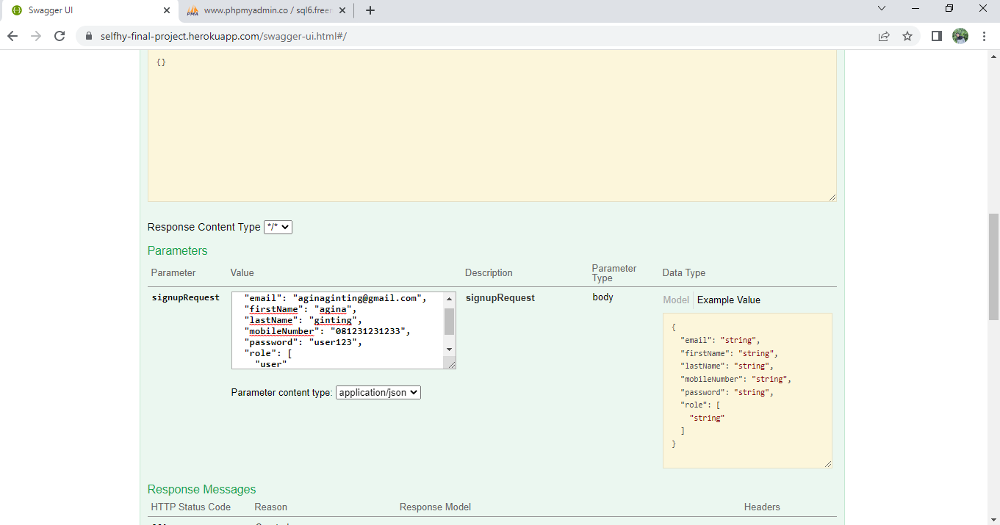 Swagger UI
www.phpmyadmin.co / sql6.freem
selfhy-final-project.herokuapp.com/swagger-ui.html#/
{}
Response Content Type */*
Parameters
Parameter Value Description Parameter Type Data Type
signupRequest
"email": "aginaginting@gmail.com",
"firstName": "agina",
"lastName": "ginting",
"mobileNumber": "081231231233",
"password": "user123",
"role": [
"user"
Parameter content type: application/json
signupRequest
body
Model Example Value
{
"email": "string",
"firstName": "string",
"lastName": "string",
"mobileNumber": "string",
"password": "string",
"role": [
"string"
]
}
Response Messages
HTTP Status Code Reason Response Model Headers